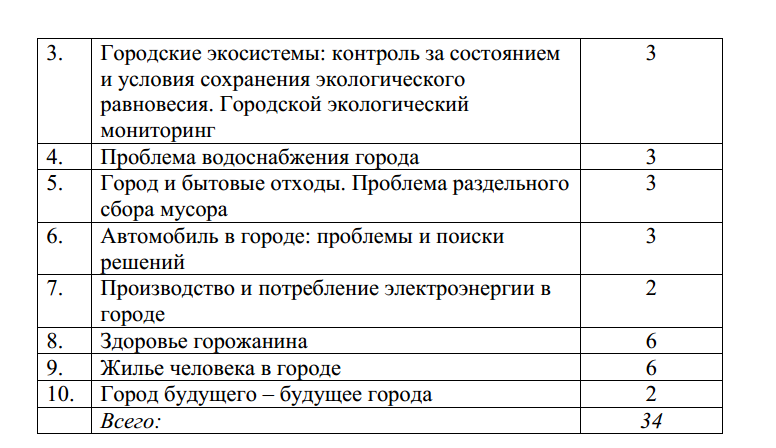 3. Городские экосистемы: контроль за состоянием 3
и условия сохранения экологического
равновесия. Городской экологический
мониторинг
4. Проблема водоснабжения города 3
5. Город и бытовые отходы. Проблема раздельного 3
сбора мусора
6. Автомобиль в городе: проблемы и поиски 3
решений
7. Производство и потребление электроэнергии в 2
городе
8. Здоровье горожанина 6
9. Жилье человека в городе 6
10. Город будущего – будущее города 2
Всего: 34